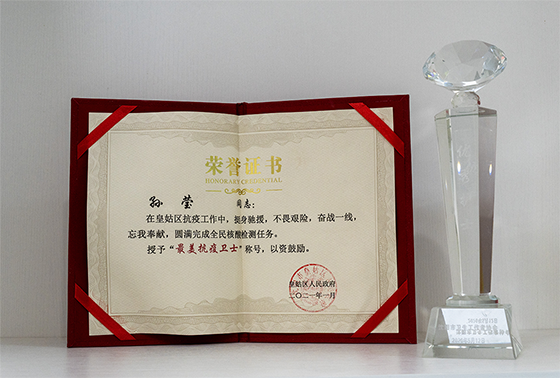 荣誉证书
HONORARY CREDENTIAL
孙莹 同志：
在皇姑区抗疫工作中，挺身驰援，不畏艰险，奋战一线，
忘我奉献，圆满完成全民核酸检测任务。
授予“最美抗疫卫士”称号，以资鼓励。
皇姑区人民政府
二〇二一年一月